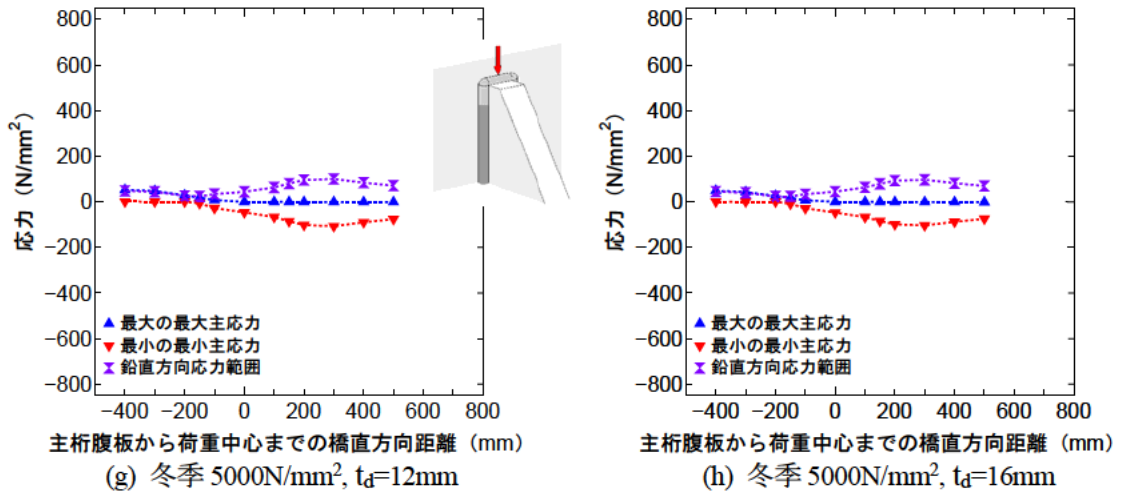 800
600
400
200
0
−200
−400
−600
−800
応力 (N/mm²)
最大の最大主応力
最小の最小主応力
鉛直方向応力範囲
−400 −200 0 200 400 600 800
主桁腹板から荷重中心までの橋直方向距離 (mm)
(g) 冬季 5000N/mm², td=12mm
800
600
400
200
0
−200
−400
−600
−800
応力 (N/mm²)
最大の最大主応力
最小の最小主応力
鉛直方向応力範囲
−400 −200 0 200 400 600 800
主桁腹板から荷重中心までの橋直方向距離 (mm)
(h) 冬季 5000N/mm², td=16mm